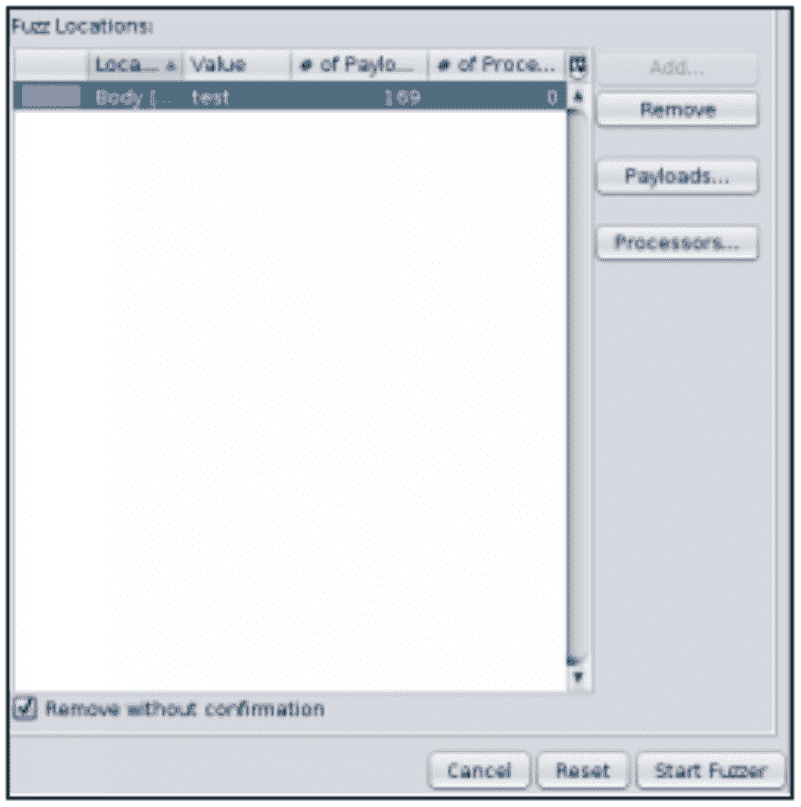 Fuzz Locations:
Loca... Value # of Paylo... # of Proce...
Body [... test 169 0
Add...
Remove
Payloads...
Processors...
Remove without confirmation
Cancel Reset Start Fuzzer